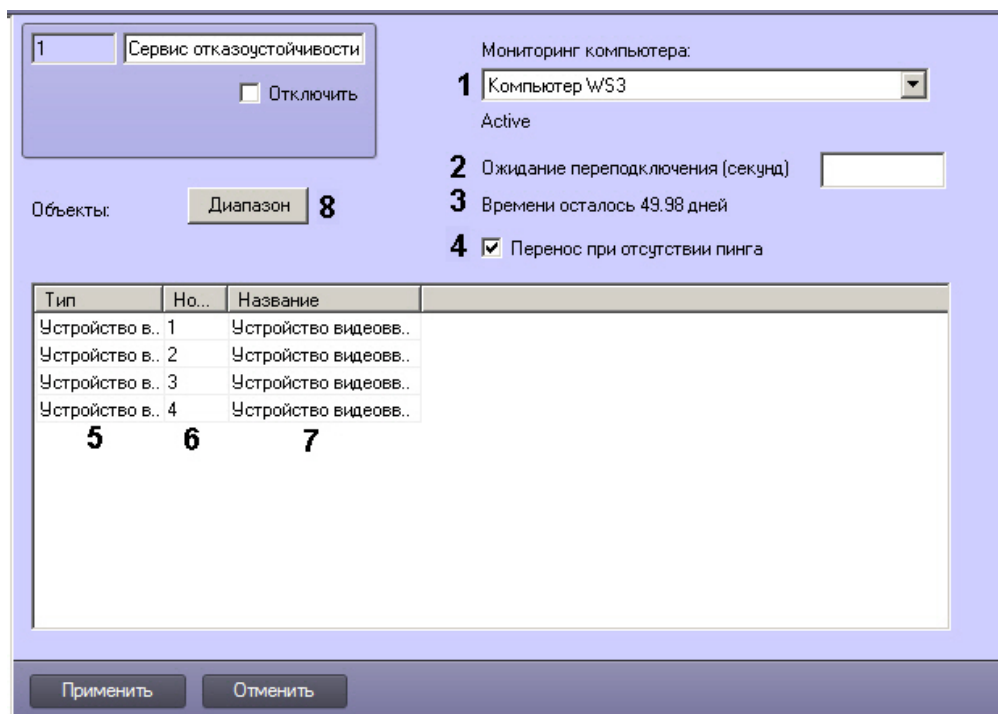 1 Сервис отказоустойчивости
Отключить
Мониторинг компьютера:
1 Компьютер WS3
Active
2 Ожидание переподключения (секунд)
3 Времени осталось 49.98 дней
4 Перенос при отсутствии пинга
Объекты: Диапазон 8
Тип Но... Название
Устройство в.. 1 Устройство видеовв..
Устройство в.. 2 Устройство видеовв..
Устройство в.. 3 Устройство видеовв..
Устройство в.. 4 Устройство видеовв..
5 6 7
Применить Отменить